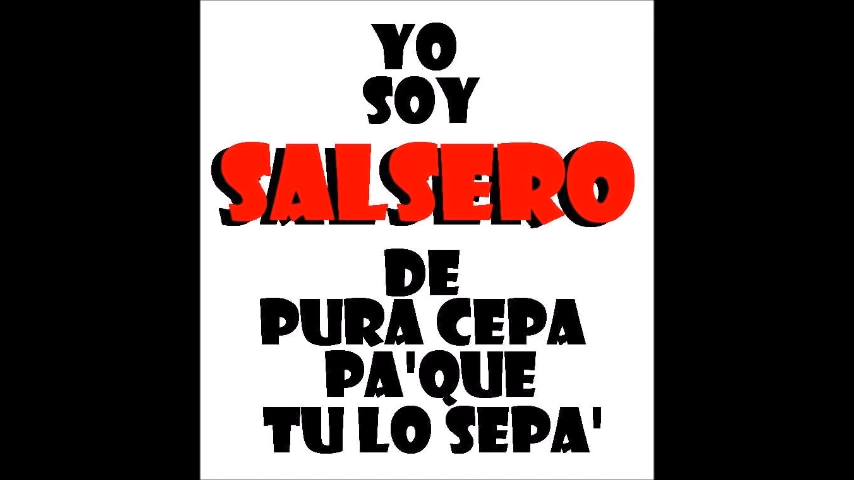 YO
SOY
SALSERO
DE
PURA CEPA
PA'QUE
TU LO SEPA'